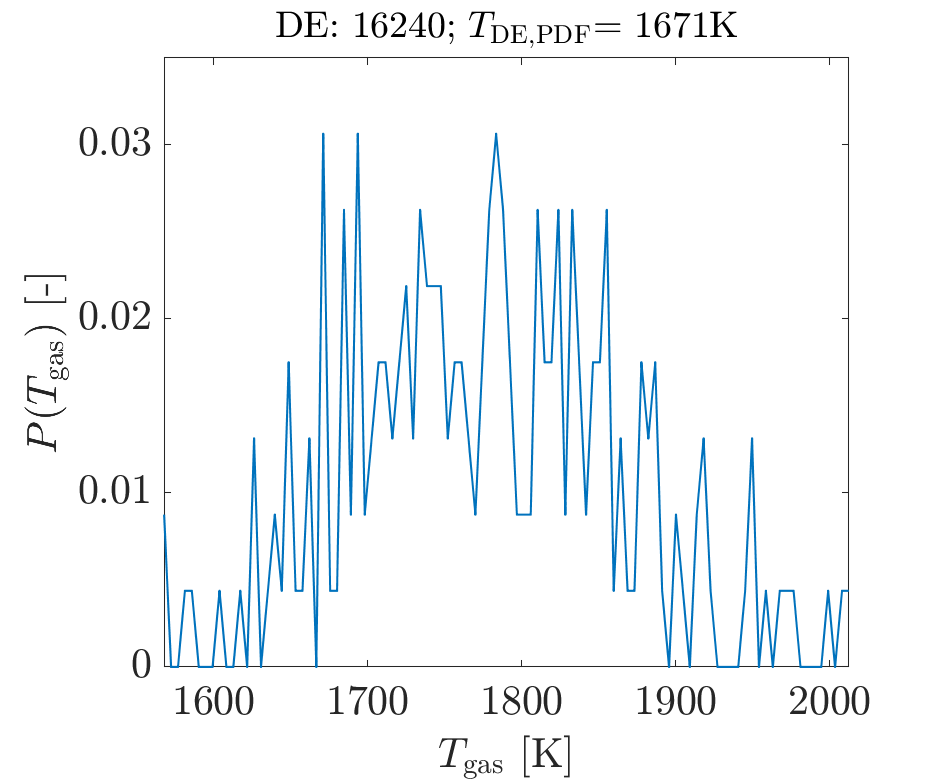 DE: 16240; T_DE,PDF= 1671K
P(T_gas) [-]
0.03
0.02
0.01
0
1600 1700 1800 1900 2000
T_gas [K]